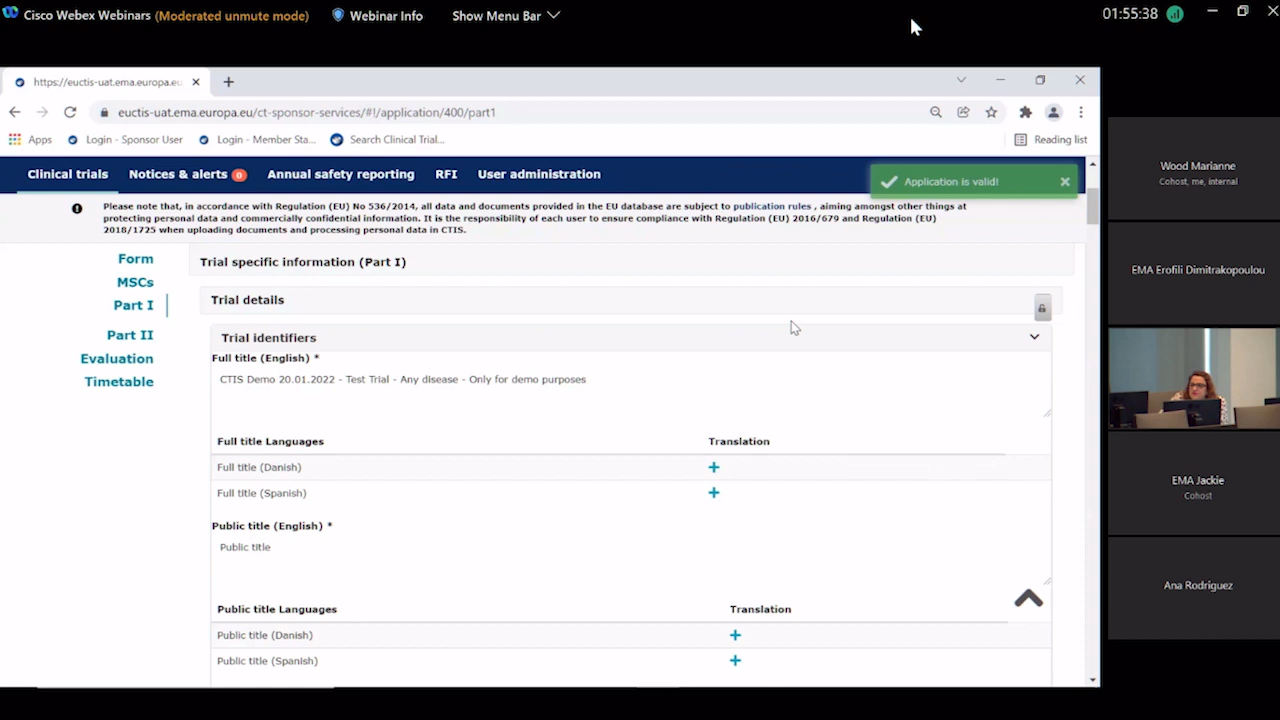 Cisco Webex Webinars (Moderated unmute mode) Webinar Info Show Menu Bar 01:55:38
https://euctis-uat.ema.europa.eu
euctis-uat.ema.europa.eu/ct-sponsor-services/#!/application/400/part1
Apps Login - Sponsor User Login - Member Sta... Search Clinical Trial... Reading list
Clinical trials Notices & alerts 0 Annual safety reporting RFI User administration
Application is valid!
Please note that, in accordance with Regulation (EU) No 536/2014, all data and documents provided in the EU database are subject to publication rules , aiming amongst other things at
protecting personal data and commercially confidential information. It is the responsibility of each user to ensure compliance with Regulation (EU) 2016/679 and Regulation (EU)
2018/1725 when uploading documents and processing personal data in CTIS.
Form
MSCs
Part I
Part II
Evaluation
Timetable
Trial specific information (Part I)
Trial details
Trial identifiers
Full title (English) *
CTIS Demo 20.01.2022 - Test Trial - Any disease - Only for demo purposes
Full title Languages Translation
Full title (Danish)
Full title (Spanish)
Public title (English) *
Public title
Public title Languages Translation
Public title (Danish)
Public title (Spanish)
Wood Marianne
Cohost, me, internal
EMA Erofili Dimitrakopoulou
EMA Jackie
Cohost
Ana Rodriguez